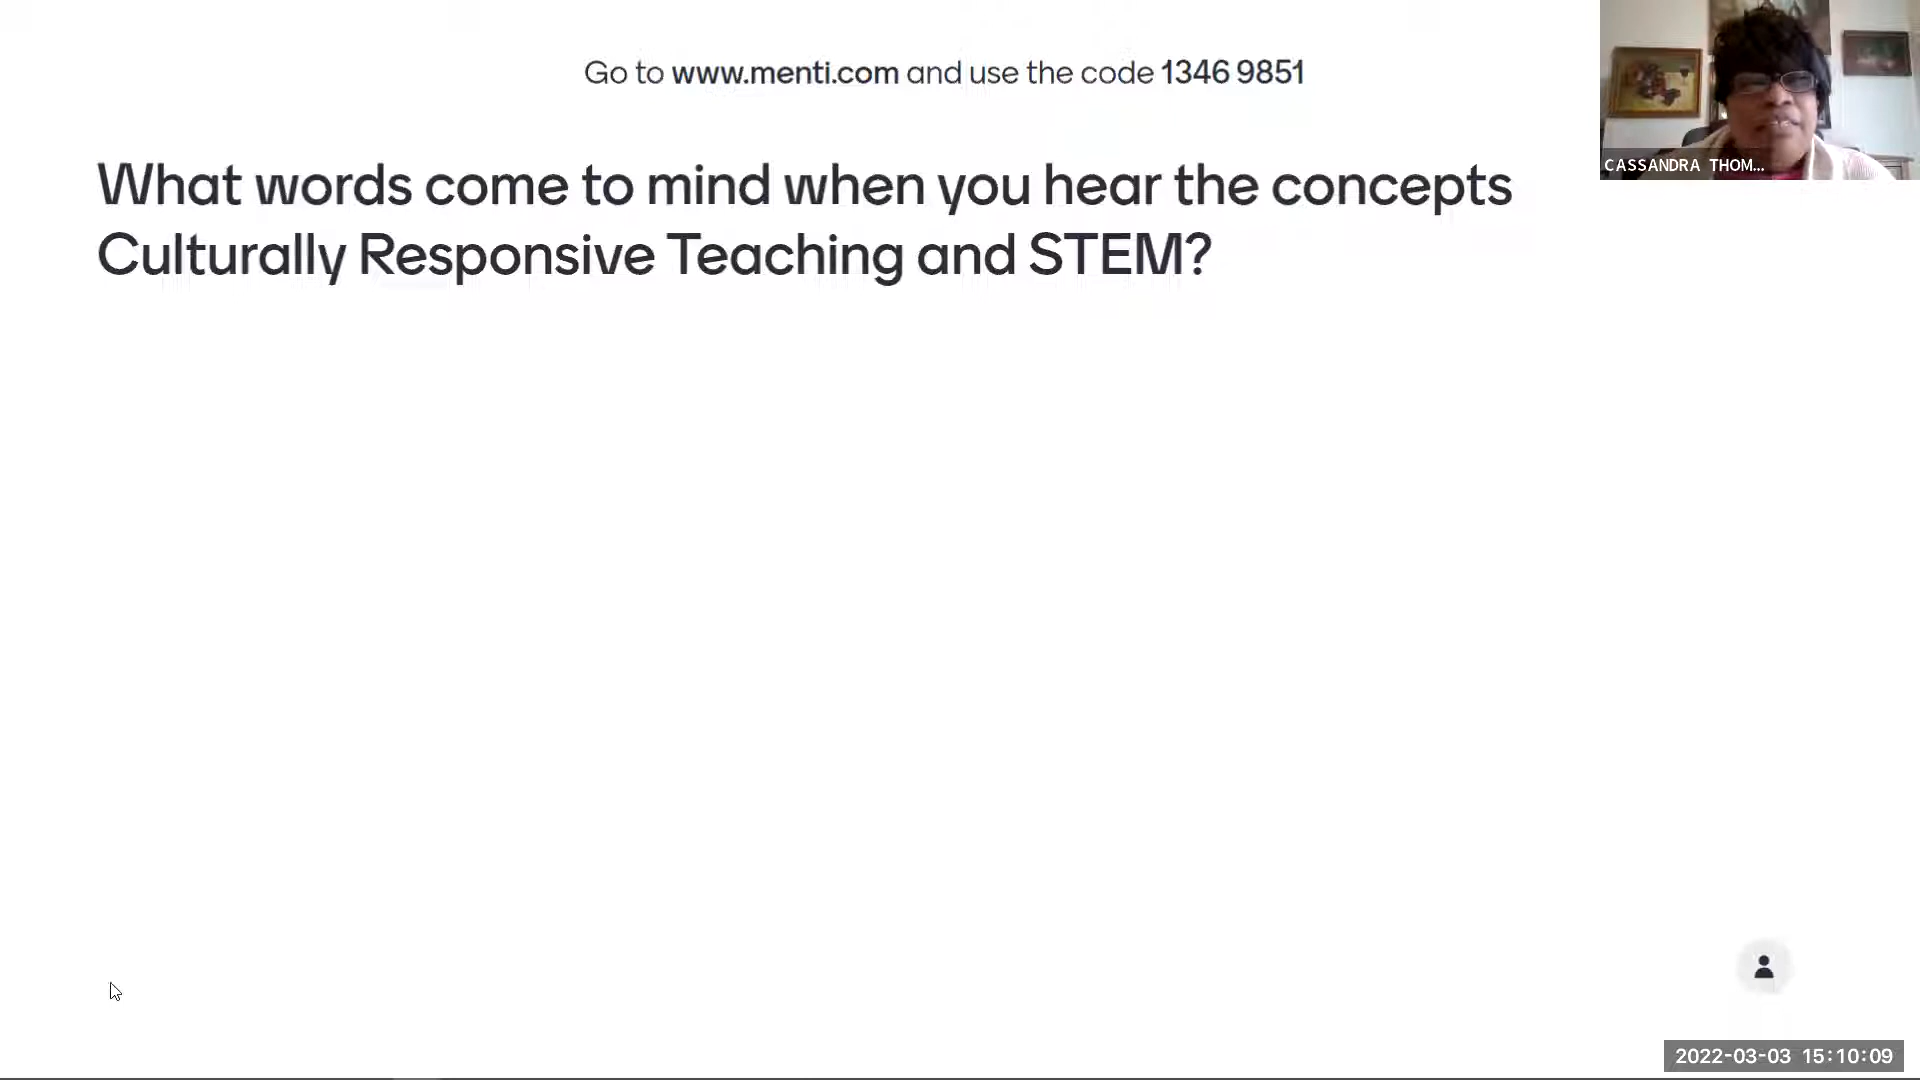 Go to www.menti.com and use the code 1346 9851
What words come to mind when you hear the concepts
Culturally Responsive Teaching and STEM?
CASSANDRA THOM...
2022-03-03 15:10:09